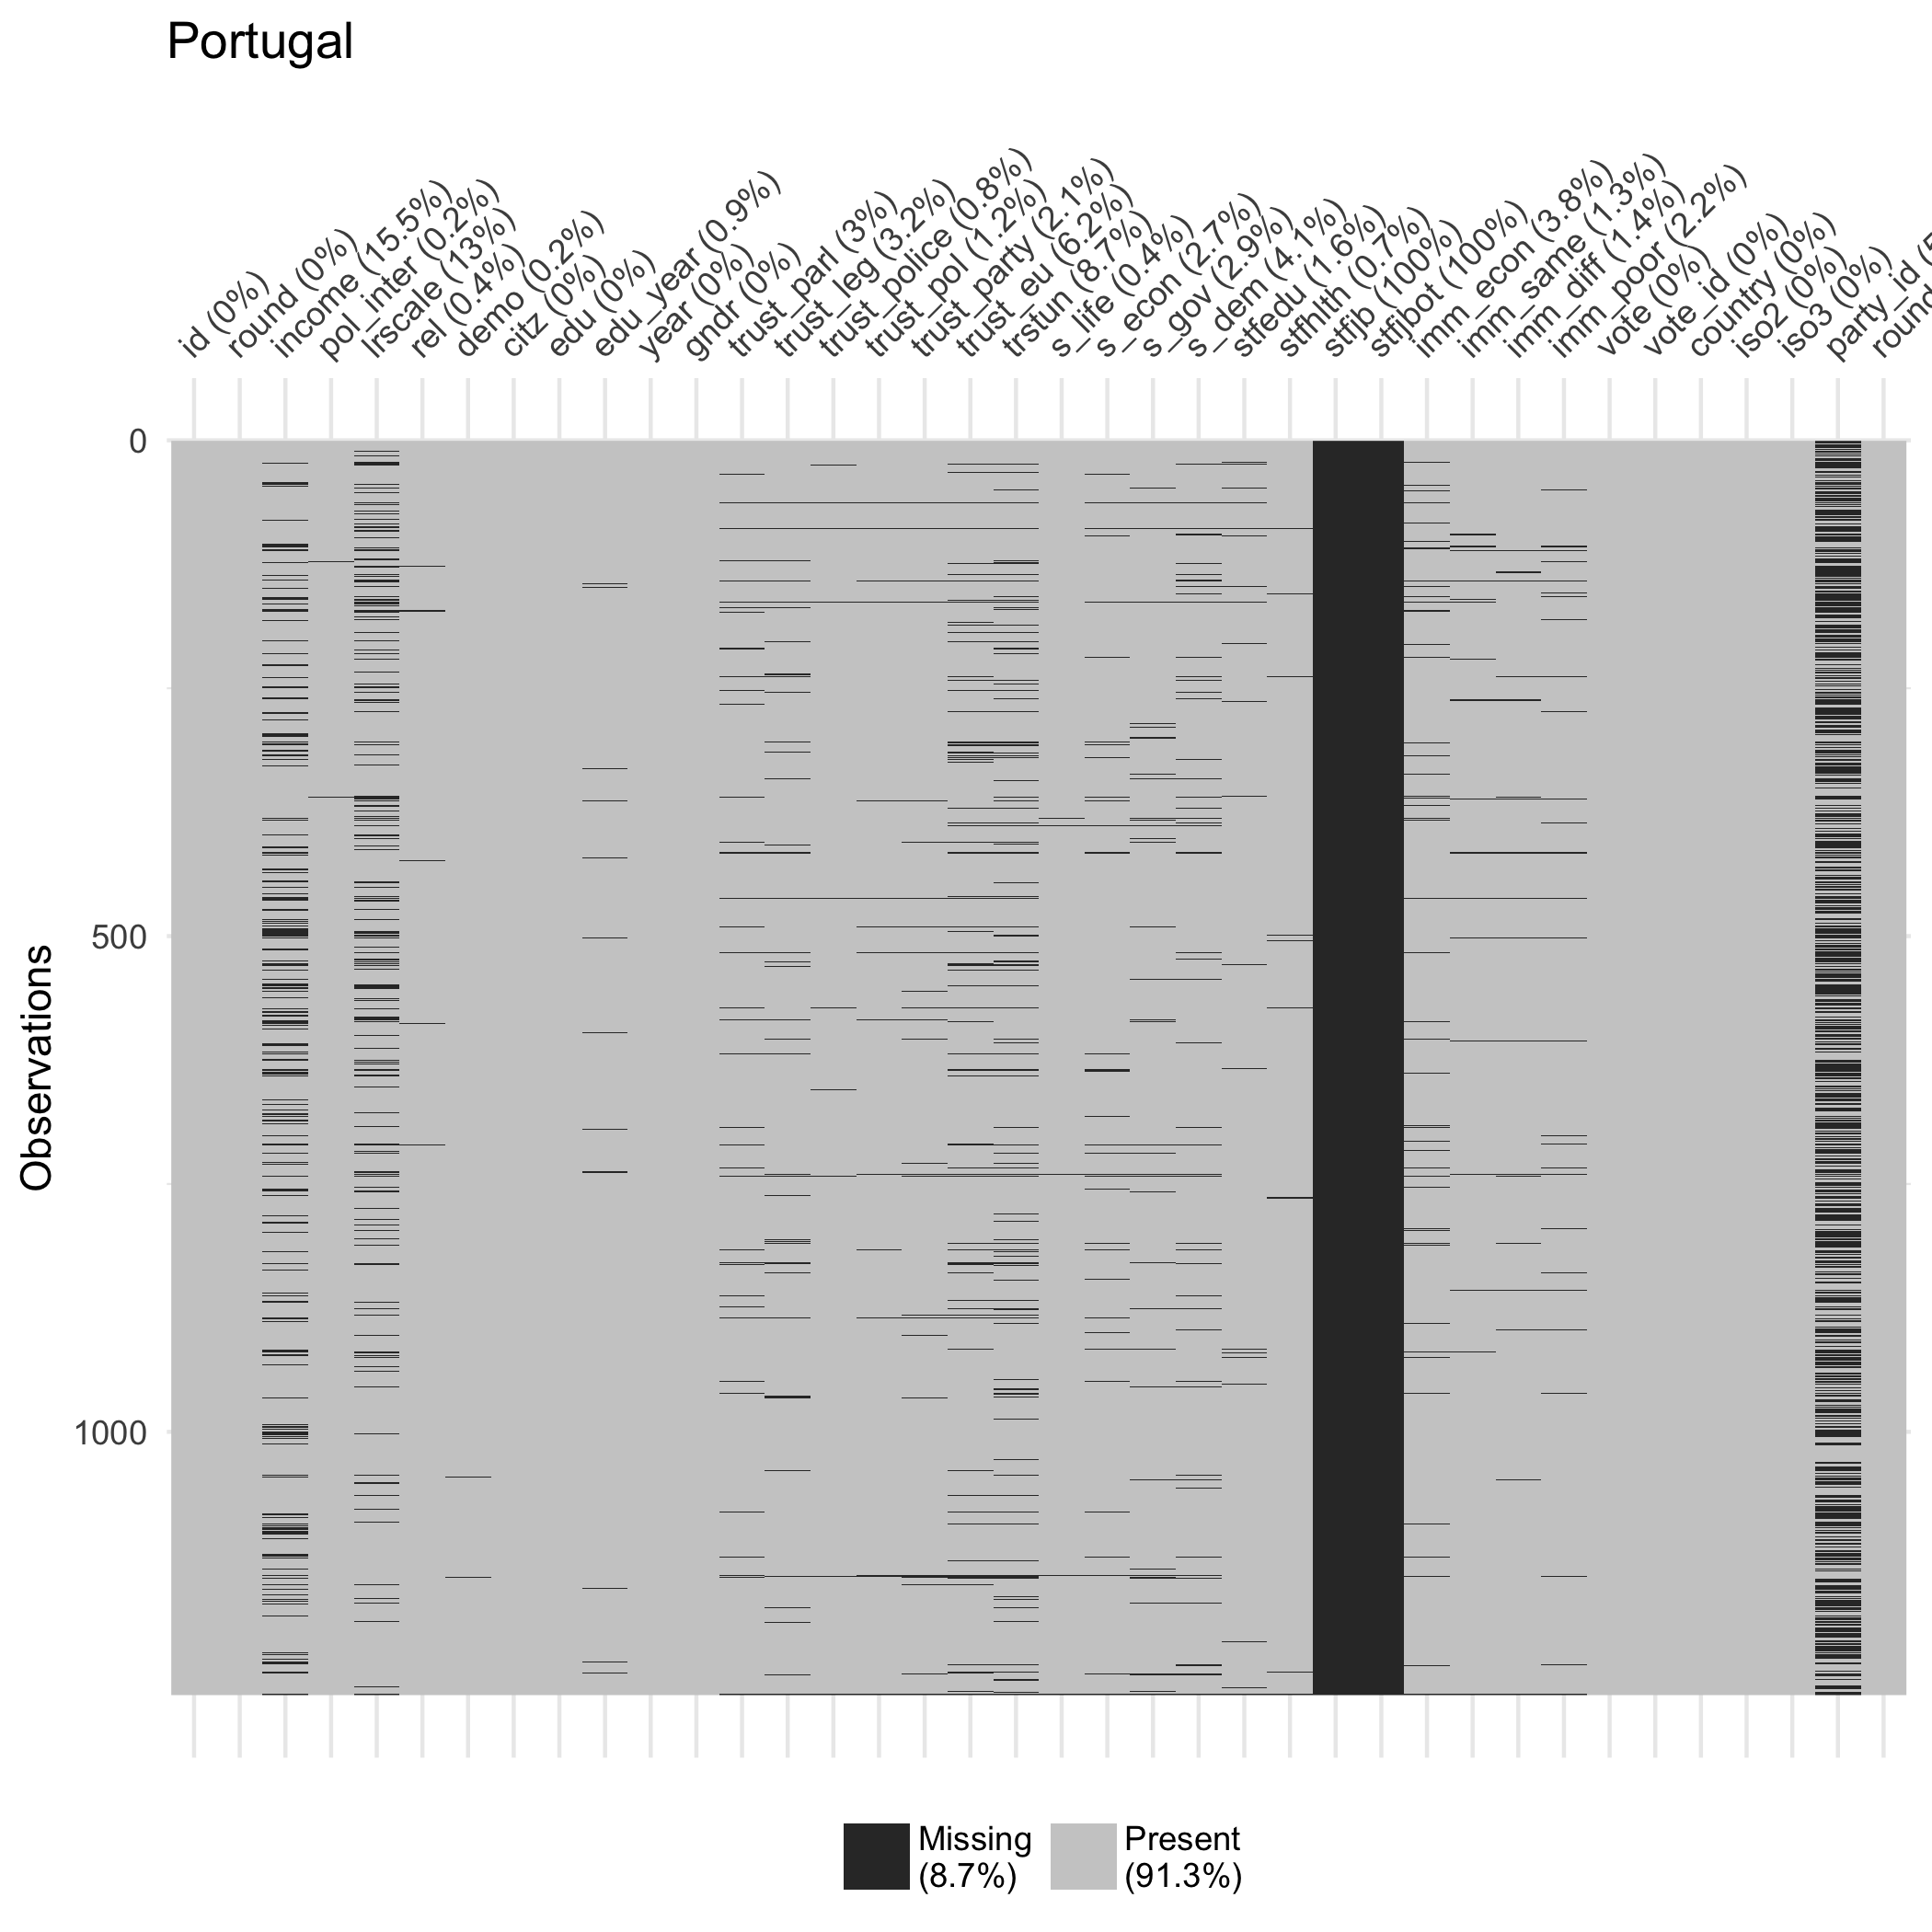 Portugal
id (0%)
round (0%)
income (15.5%)
pol_inter (0.2%)
lrscale (13%)
rel (0.4%)
demo (0.2%)
citz (0%)
edu (0%)
edu_year (0.9%)
year (0%)
gndr (0%)
trust_parl (3%)
trust_leg (3.2%)
trust_police (0.8%)
trust_pol (1.2%)
trust_party (2.1%)
trust_eu (6.2%)
trstun (8.7%)
s_life (0.4%)
s_econ (2.7%)
s_gov (2.9%)
s_dem (4.1%)
stfedu (1.6%)
stfhlth (0.7%)
stfjb (100%)
stfjbot (100%)
imm_econ (3.8%)
imm_same (1.3%)
imm_diff (1.4%)
imm_poor (2.2%)
vote (0%)
vote_id (0%)
country (0%)
iso2 (0%)
iso3 (0%)
party_id
round
0
500
1000
Observations
Missing
(8.7%)
Present
(91.3%)